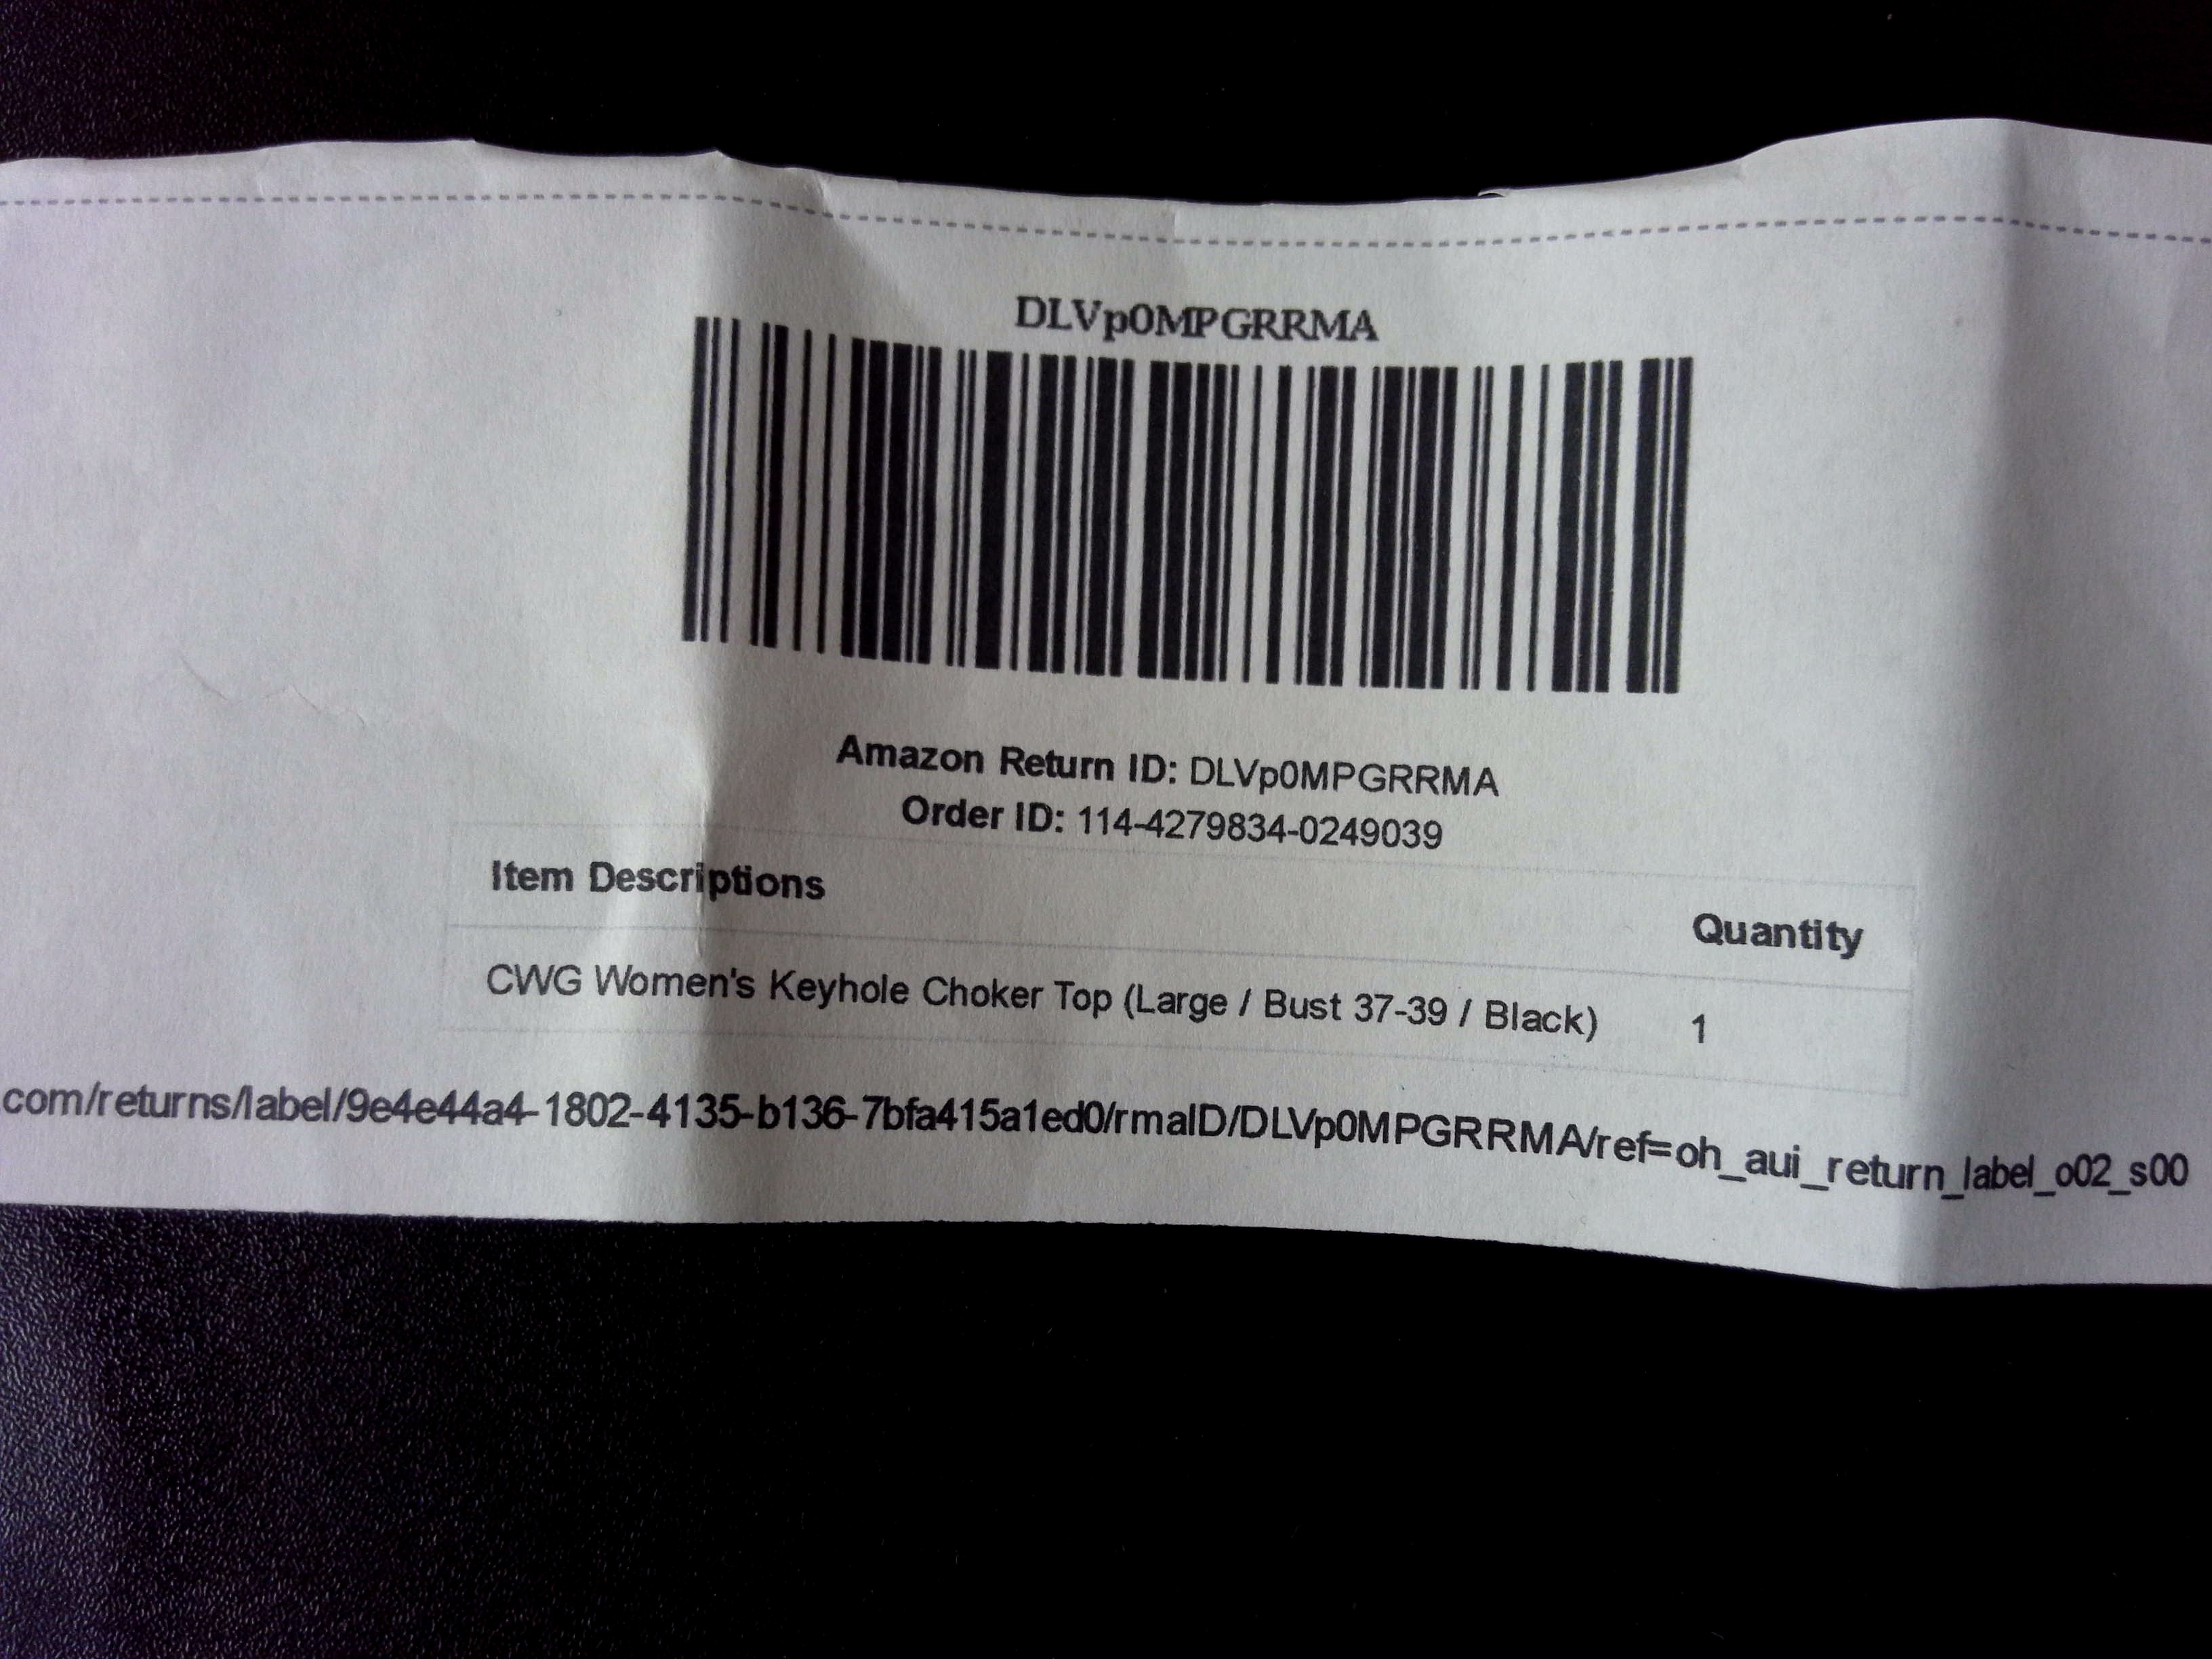 DLVp0MPGRRMA
Amazon Return ID: DLVp0MPGRRMA
Order ID: 114-4279834-0249039
Item Descriptions Quantity
CWG Women's Keyhole Choker Top (Large / Bust 37-39 / Black) 1
.com/returns/label/9e4e44a4-1802-4135-b136-7bfa415a1ed0/rmaID/DLVp0MPGRRMA/ref=oh_aui_return_label_o02_s00